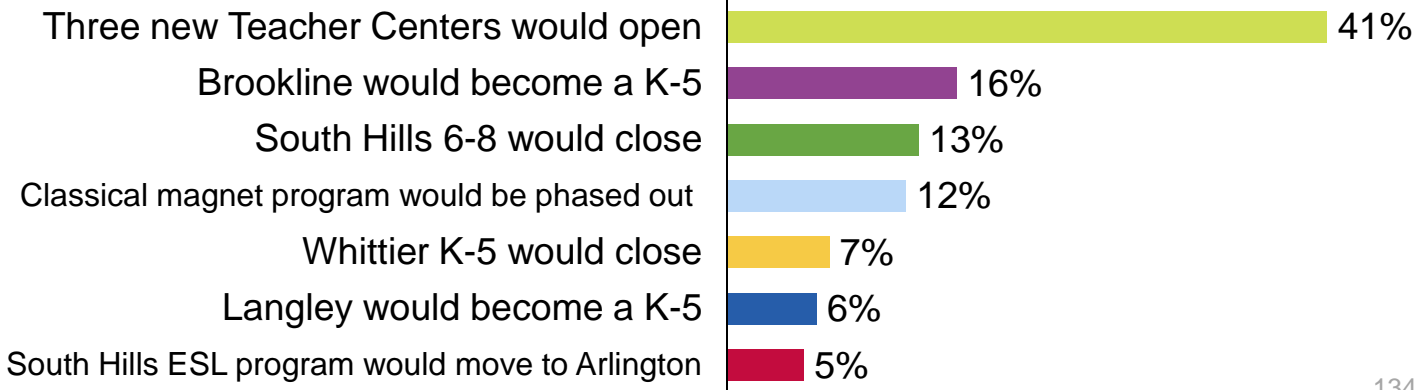 Three new Teacher Centers would open 41%
Brookline would become a K-5 16%
South Hills 6-8 would close 13%
Classical magnet program would be phased out 12%
Whittier K-5 would close 7%
Langley would become a K-5 6%
South Hills ESL program would move to Arlington 5%
134